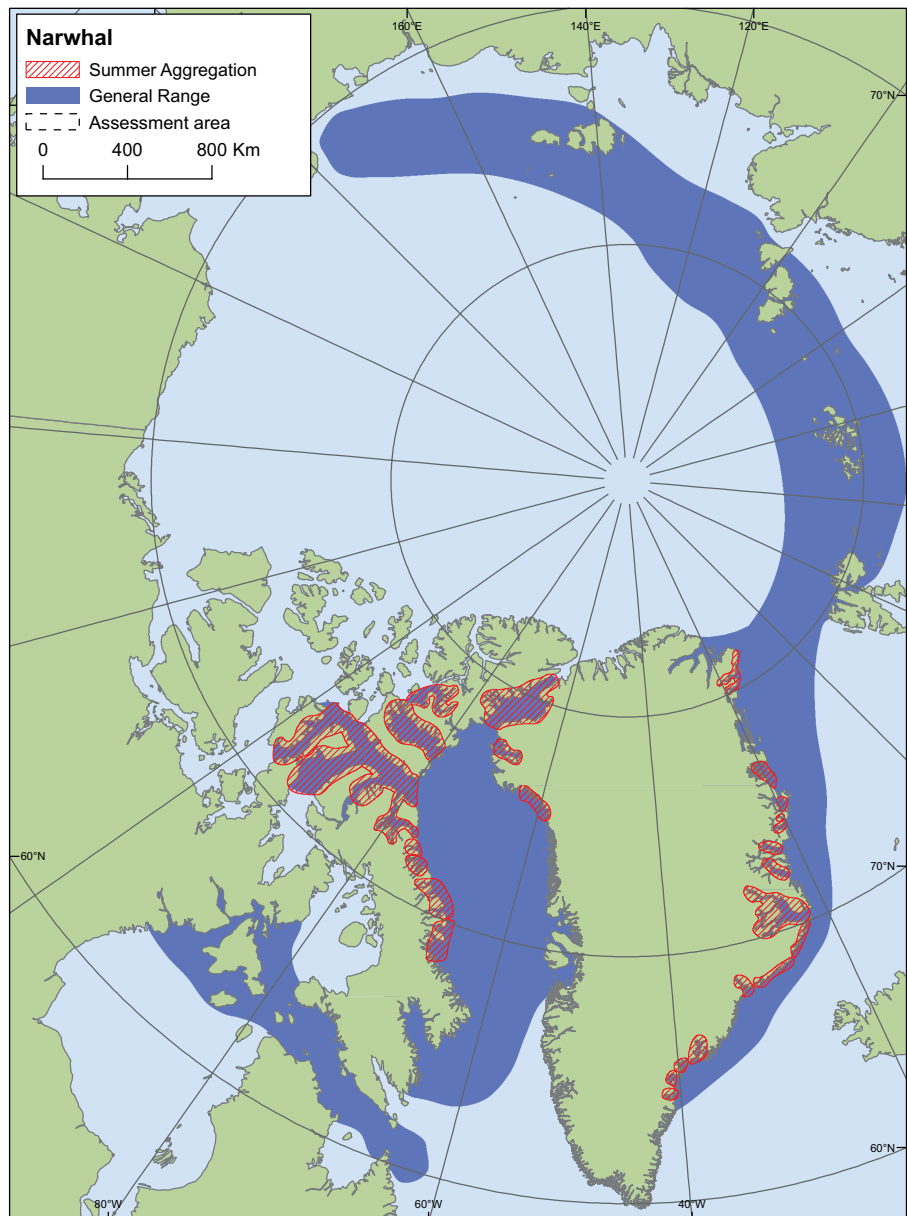 160°E
140°E
120°E
Narwhal
Summer Aggregation
General Range
Assessment area
0 400 800 Km
70°N
60°N
70°N
60°N
80°W
60°W
40°W